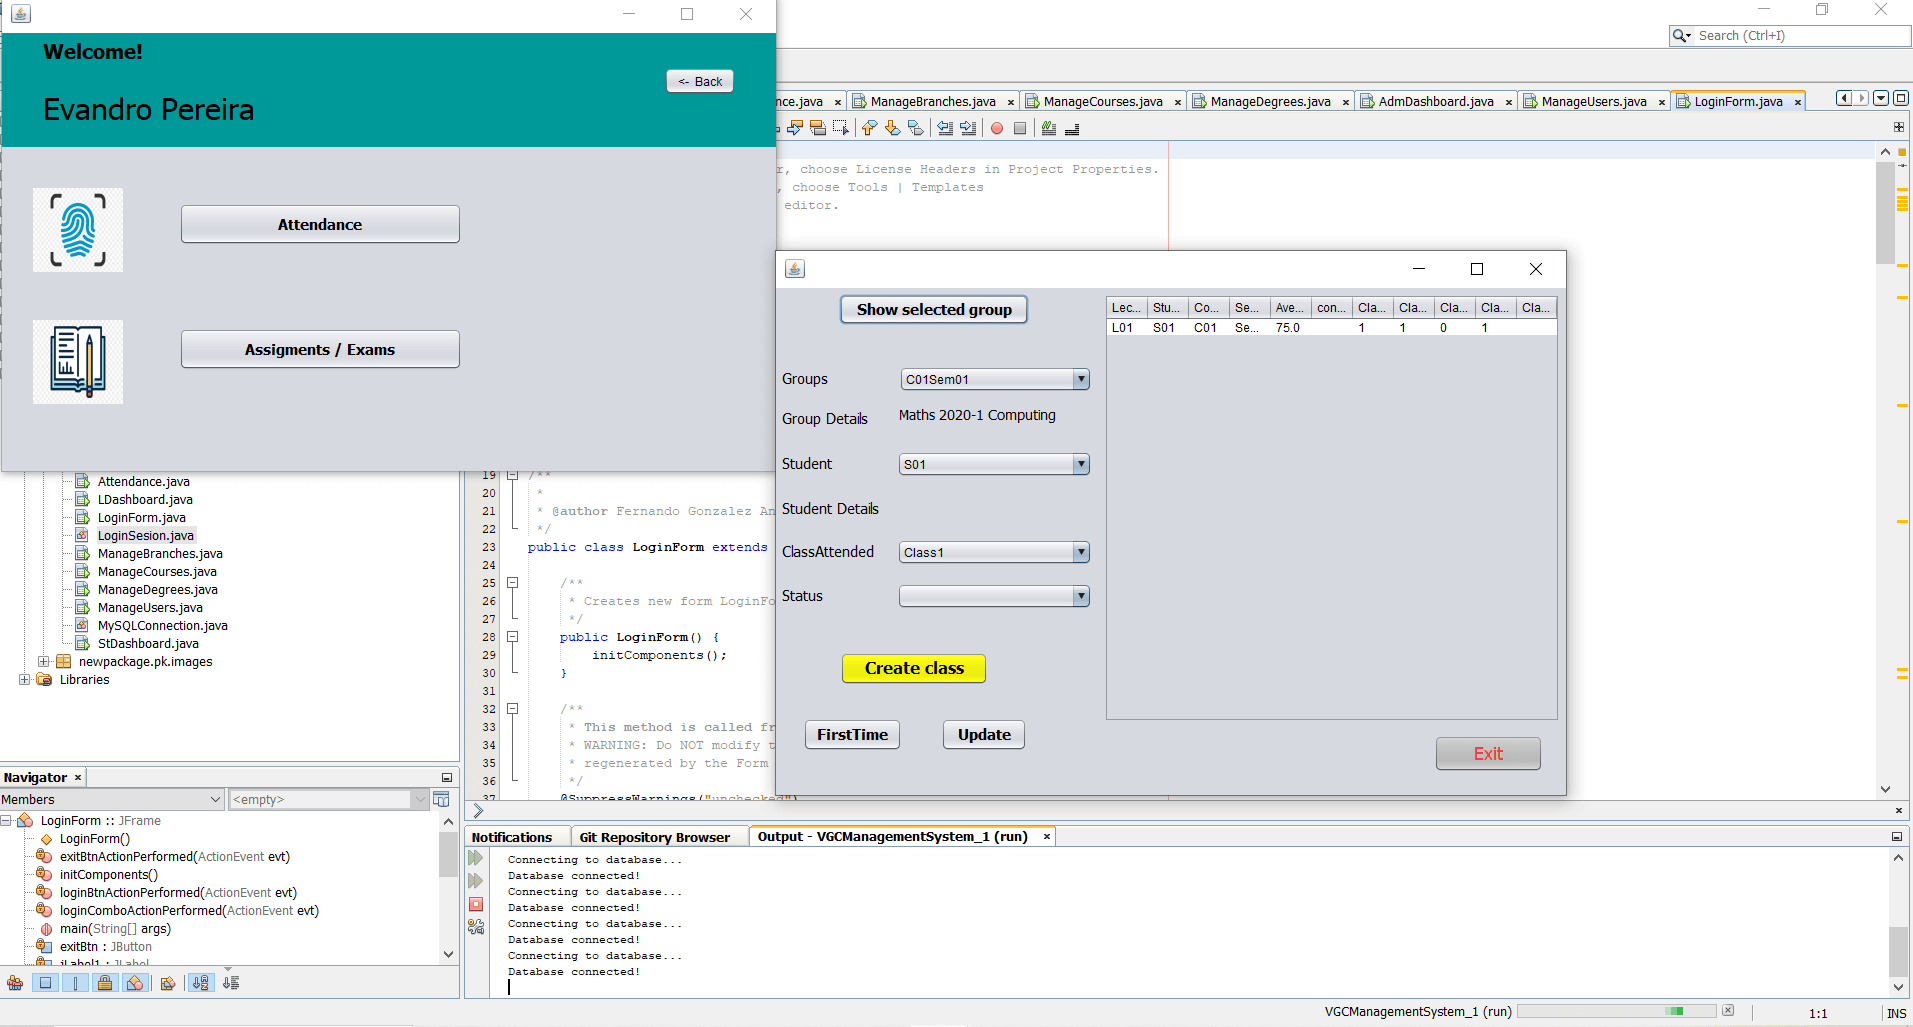 Welcome!
<- Back
Evandro Pereira
Attendance
Assigments / Exams
Search (Ctrl+I)
nce.java
ManageBranches.java
ManageCourses.java
ManageDegrees.java
AdmDashboard.java
ManageUsers.java
LoginForm.java
r, choose License Headers in Project Properties.
, choose Tools | Templates
editor.
Show selected group
Groups
C01Sem01
Group Details
Maths 2020-1 Computing
Student
S01
Student Details
ClassAttended
Class1
Status
Create class
FirstTime
Update
Exit
Lec... Stu... Co... Se... Ave... con... Cla... Cla... Cla... Cla... Cla...
L01 S01 C01 Se... 75.0 1 1 0 1
Attendance.java
LDashboard.java
LoginForm.java
LoginSesion.java
ManageBranches.java
ManageCourses.java
ManageDegrees.java
ManageUsers.java
MySQLConnection.java
StDashboard.java
newpackage.pk.images
Libraries
19 /**
20 *
21 * @author Fernando Gonzalez An
22 */
23 public class LoginForm extends
24
25 /**
26 * Creates new form LoginFo
27 */
28 public LoginForm() {
29 initComponents();
30 }
31
32 /**
33 * This method is called fr
34 * WARNING: Do NOT modify t
35 * regenerated by the Form
36 */
37 @SuppressWarnings("unchecked")
Navigator
Members
<empty>
LoginForm :: JFrame
LoginForm()
exitBtnActionPerformed(ActionEvent evt)
initComponents()
loginBtnActionPerformed(ActionEvent evt)
loginComboActionPerformed(ActionEvent evt)
main(String[] args)
exitBtn : JButton
jLabel1 : JLabel
Notifications
Git Repository Browser
Output - VGCManagementSystem_1 (run)
Connecting to database...
Database connected!
Connecting to database...
Database connected!
Connecting to database...
Database connected!
Connecting to database...
Database connected!
VGCManagementSystem_1 (run)
1:1
INS